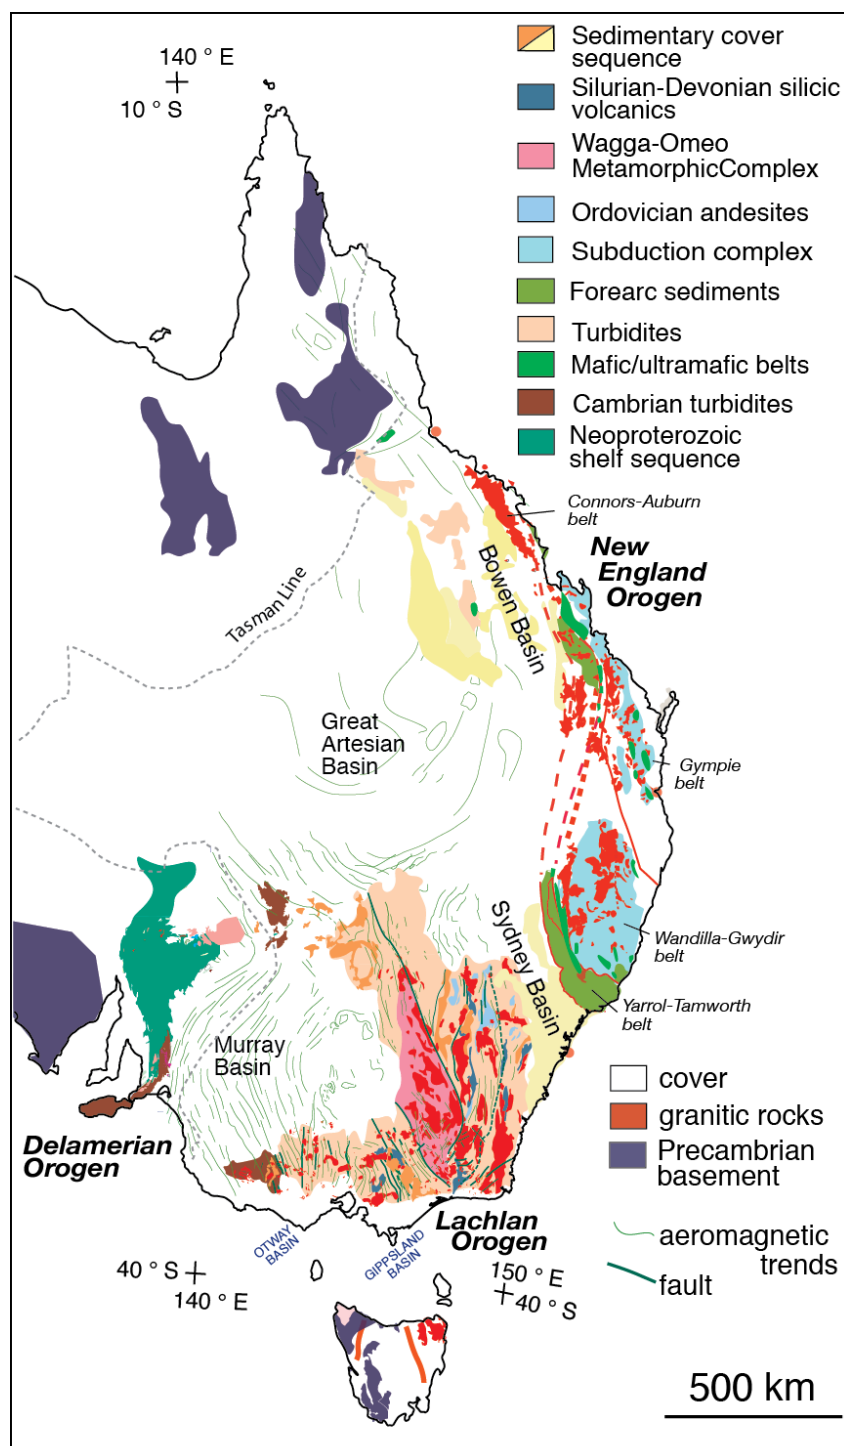 140 ° E
10 ° S
Sedimentary cover
sequence
Silurian-Devonian silicic
volcanics
Wagga-Omeo
MetamorphicComplex
Ordovician andesites
Subduction complex
Forearc sediments
Turbidites
Mafic/ultramafic belts
Cambrian turbidites
Neoproterozoic
shelf sequence
Connors-Auburn
belt
New
England
Orogen
Bowen Basin
Tasman Line
Great
Artesian
Basin
Gympie
belt
Sydney Basin
Wandilla-Gwydir
belt
Yarrol-Tamworth
belt
Murray
Basin
cover
granitic rocks
Precambrian
basement
Delamerian
Orogen
Lachlan
Orogen
OTWAY
BASIN
GIPPSLAND
BASIN
aeromagnetic
trends
fault
40 ° S
140 ° E
150 ° E
40 ° S
500 km